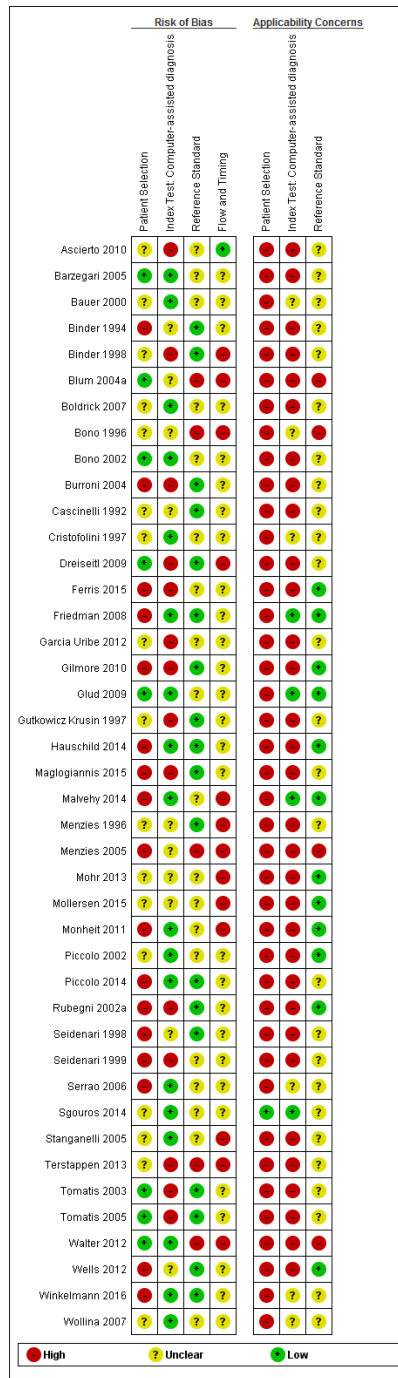 Risk of Bias Applicability Concerns
Patient Selection
Index Test: Computer-assisted diagnosis
Reference Standard
Flow and Timing
Patient Selection
Index Test: Computer-assisted diagnosis
Reference Standard
Ascierto 2010 ? – ? + – – ?
Barzegari 2005 + + ? ? – – ?
Bauer 2000 ? + ? ? – ? ?
Binder 1994 – ? + ? – – ?
Binder 1998 ? – + – – – ?
Blum 2004a + ? – – – – –
Boldrick 2007 ? + ? ? – – ?
Bono 1996 ? ? – – – ? –
Bono 2002 + + ? ? – – ?
Burroni 2004 – – + ? – – ?
Cascinelli 1992 ? ? + ? – – ?
Cristofolini 1997 ? + ? ? – ? ?
Dreiseitl 2009 + – + – – – ?
Ferris 2015 – – ? ? – – +
Friedman 2008 – + + ? – + +
Garcia Uribe 2012 ? – ? ? – – ?
Gilmore 2010 – – + ? – – +
Glud 2009 + + ? ? – + +
Gutkowicz Krusin 1997 ? – + ? – – ?
Hauschild 2014 – + + ? – – +
Maglogiannis 2015 – – + ? – – ?
Malvehy 2014 – + ? – – + +
Menzies 1996 ? ? + – – – ?
Menzies 2005 – ? – – – – –
Mohr 2013 ? ? ? – – – +
Mollersen 2015 ? ? ? – – – +
Monheit 2011 – + ? – – – +
Piccolo 2002 ? + ? ? – – +
Piccolo 2014 – + + ? – – ?
Rubegni 2002a – – + ? – – +
Seidenari 1998 – ? + ? – – ?
Seidenari 1999 – – ? ? – – ?
Serrao 2006 – + ? ? – ? ?
Sgouros 2014 ? + ? ? + + ?
Stanganelli 2005 ? + ? – – – ?
Terstappen 2013 ? – – – – – ?
Tomatis 2003 + – + ? – – ?
Tomatis 2005 + – + ? – – ?
Walter 2012 + + – – – – –
Wells 2012 – ? + ? – – +
Winkelmann 2016 – + + ? – ? ?
Wollina 2007 ? + ? ? – ? ?
– High ? Unclear + Low